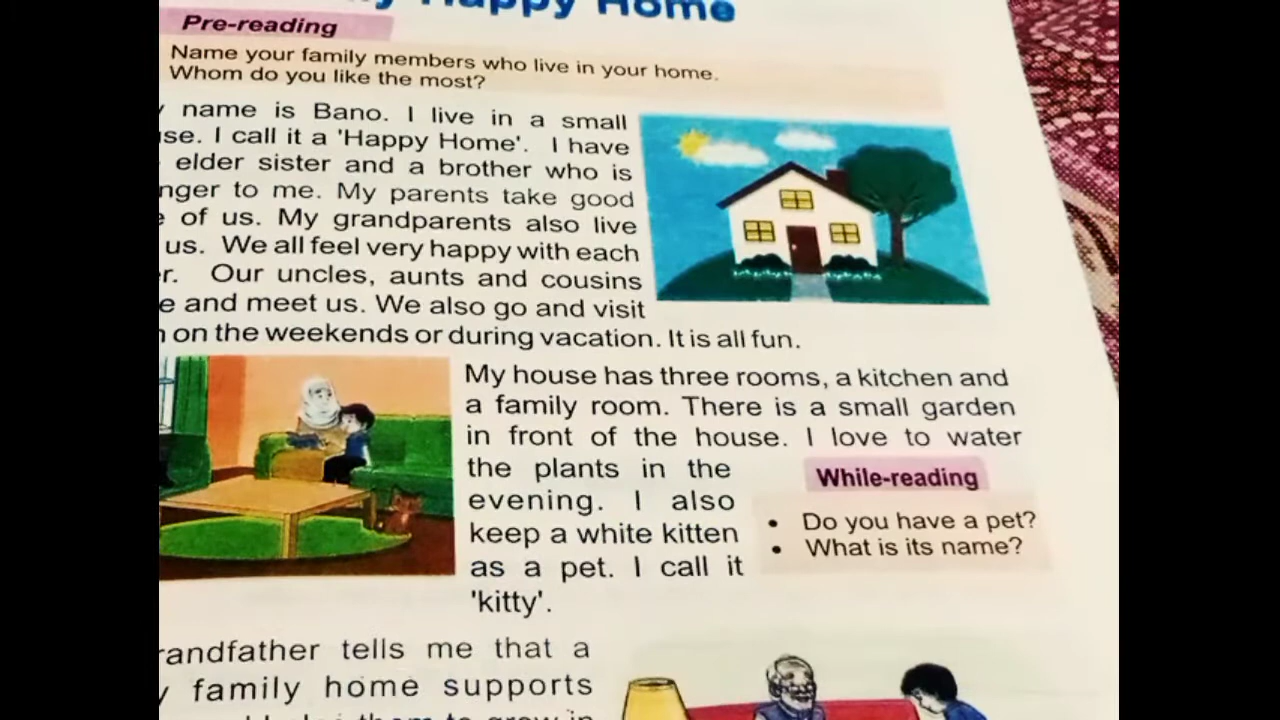 Happy Home
Pre-reading
Name your family members who live in your home.
Whom do you like the most?
name is Bano. I live in a small
I call it a 'Happy Home'. I have
elder sister and a brother who is
to me. My parents take good
of us. My grandparents also live
us. We all feel very happy with each
Our uncles, aunts and cousins
and meet us. We also go and visit
on the weekends or during vacation. It is all fun.
My house has three rooms, a kitchen and
a family room. There is a small garden
in front of the house. I love to water
the plants in the
evening. I also
keep a white kitten
as a pet. I call it
'kitty'.
While-reading
• Do you have a pet?
• What is its name?
randfather tells me that a
family home supports
them to grow in